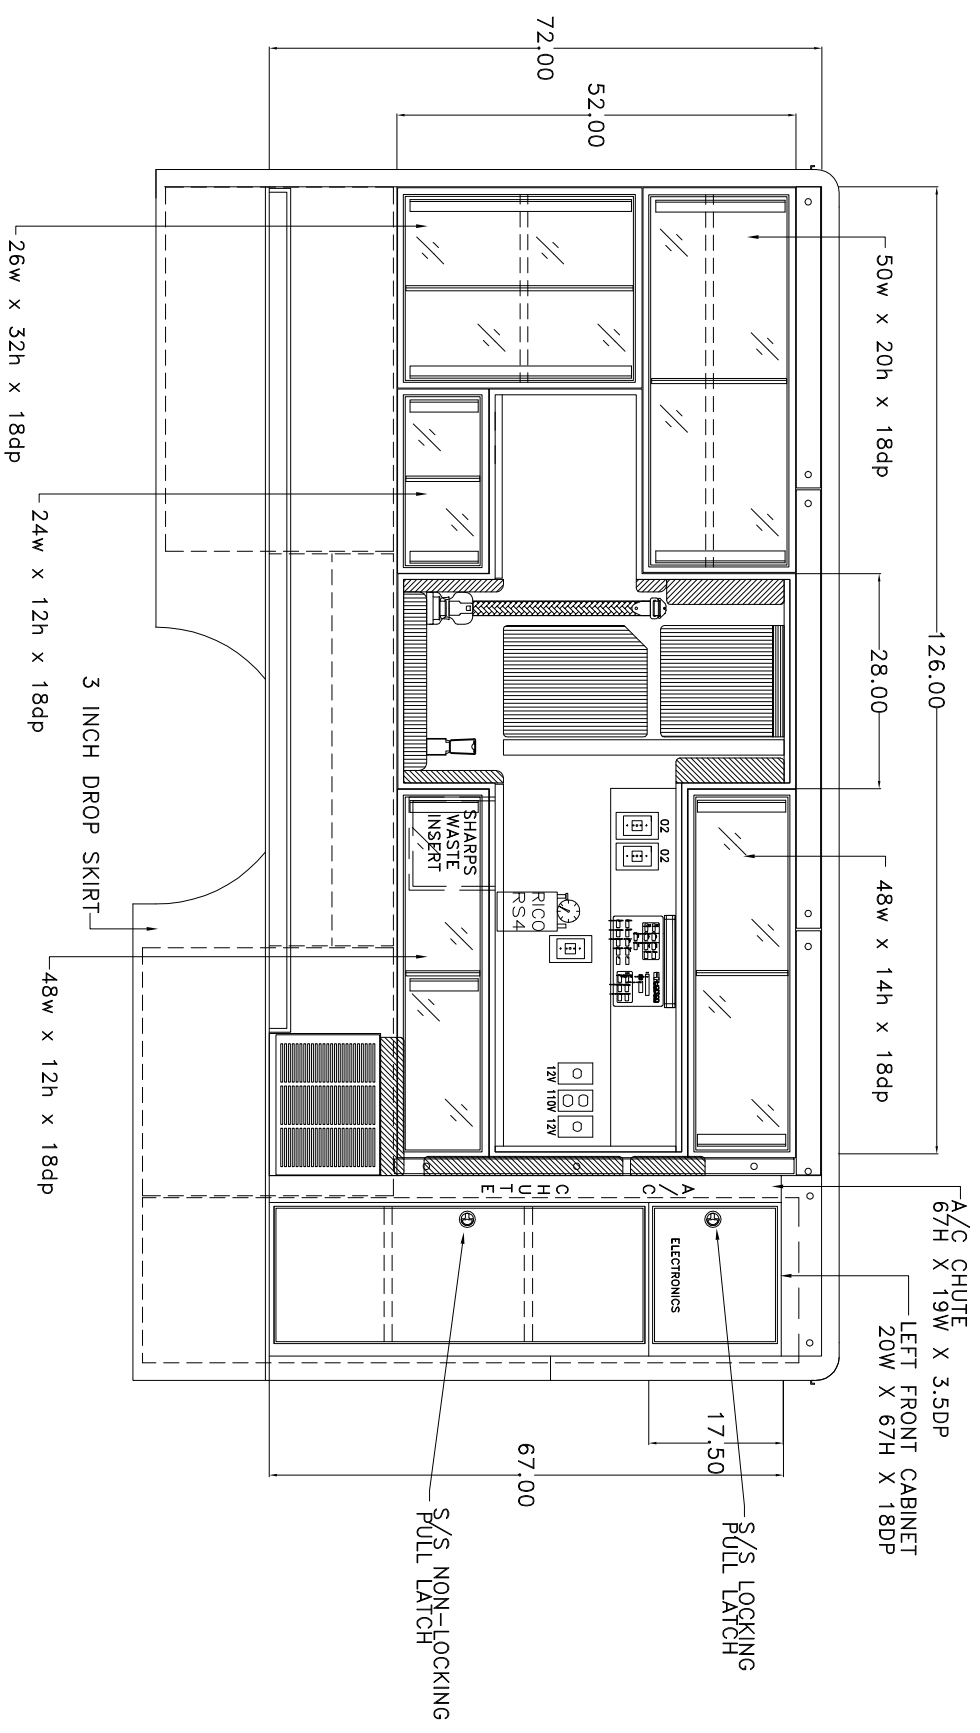 126.00
28.00
72.00
52.00
50w x 20h x 18dp
48w x 14h x 18dp
A/C CHUTE
67H X 19W X 3.5DP
LEFT FRONT CABINET
20W X 67H X 18DP
O2
O2
ELECTRONICS
17.50
S/S LOCKING
PULL LATCH
RICO
RS4
12V
110V
12V
A/C CHUTE
SHARPS
WASTE
INSERT
67.00
S/S NON-LOCKING
PULL LATCH
3 INCH DROP SKIRT
26w x 32h x 18dp
24w x 12h x 18dp
48w x 12h x 18dp